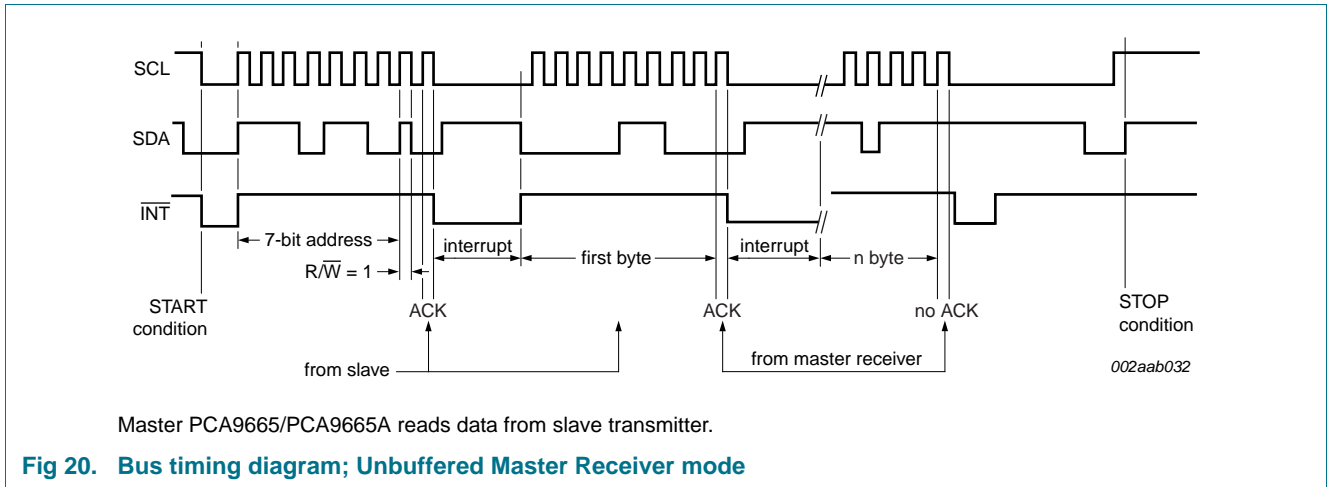 SCL
SDA
INT
7-bit address
interrupt
first byte
interrupt
n byte
R/W = 1
START
condition
ACK
ACK
no ACK
STOP
condition
from slave
from master receiver
002aab032
Master PCA9665/PCA9665A reads data from slave transmitter.
Fig 20. Bus timing diagram; Unbuffered Master Receiver mode